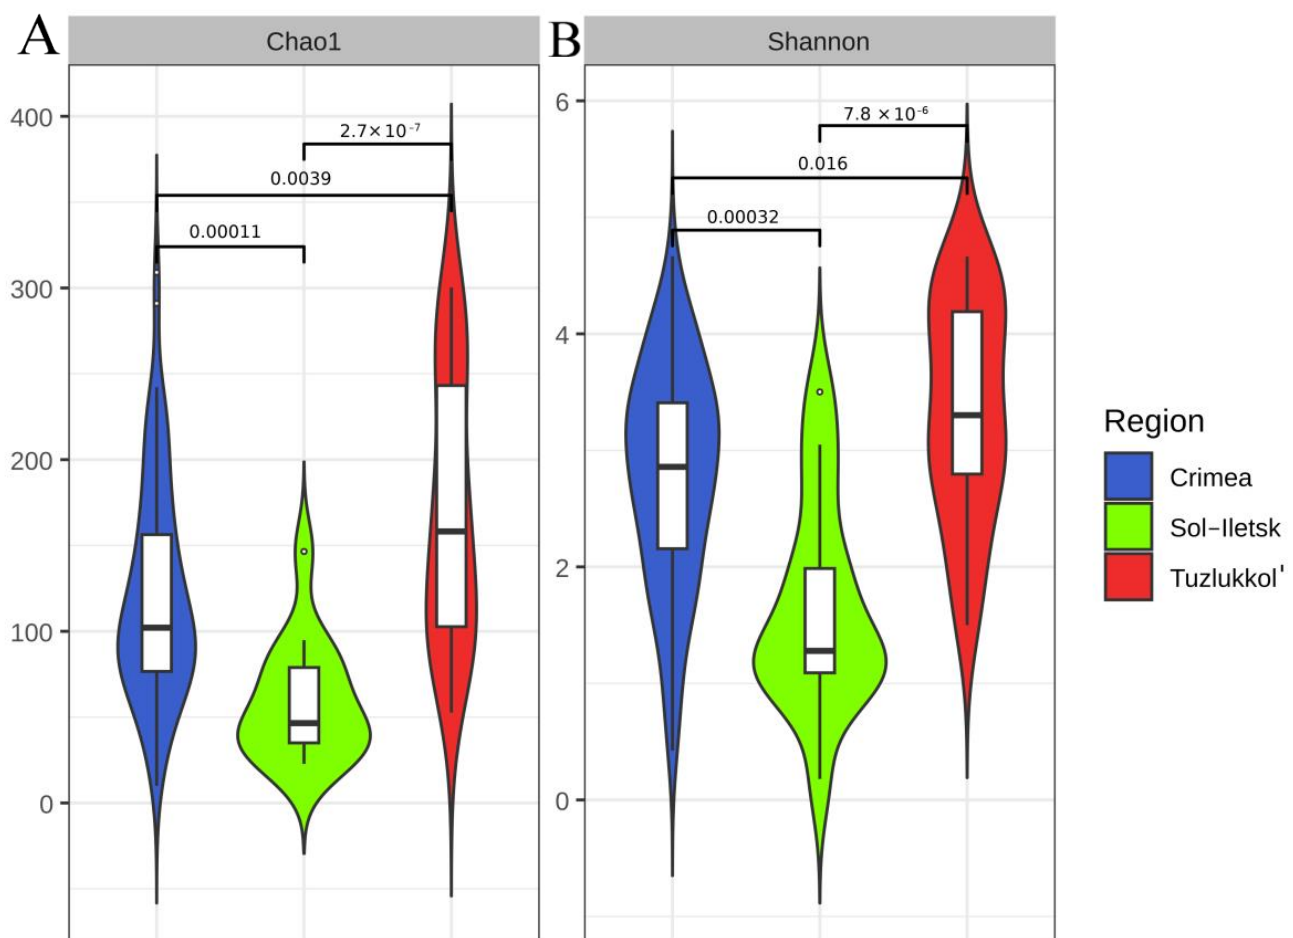 A
Chao1
400
300
200
100
0
2.7×10⁻⁷
0.0039
0.00011
B
Shannon
6
4
2
0
7.8 ×10⁻⁶
0.016
0.00032
Region
Crimea
Sol−Iletsk
Tuzlukkol'